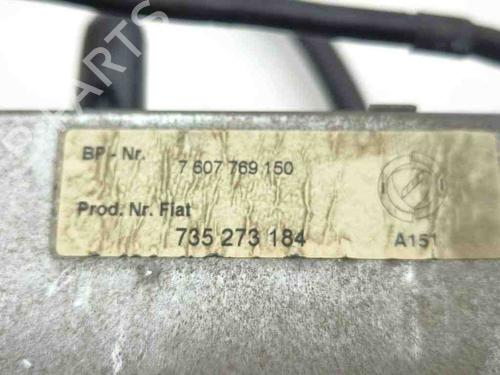 BP - Nr. 7 607 769 150
Prod. Nr. Fiat
735 273 184 A151